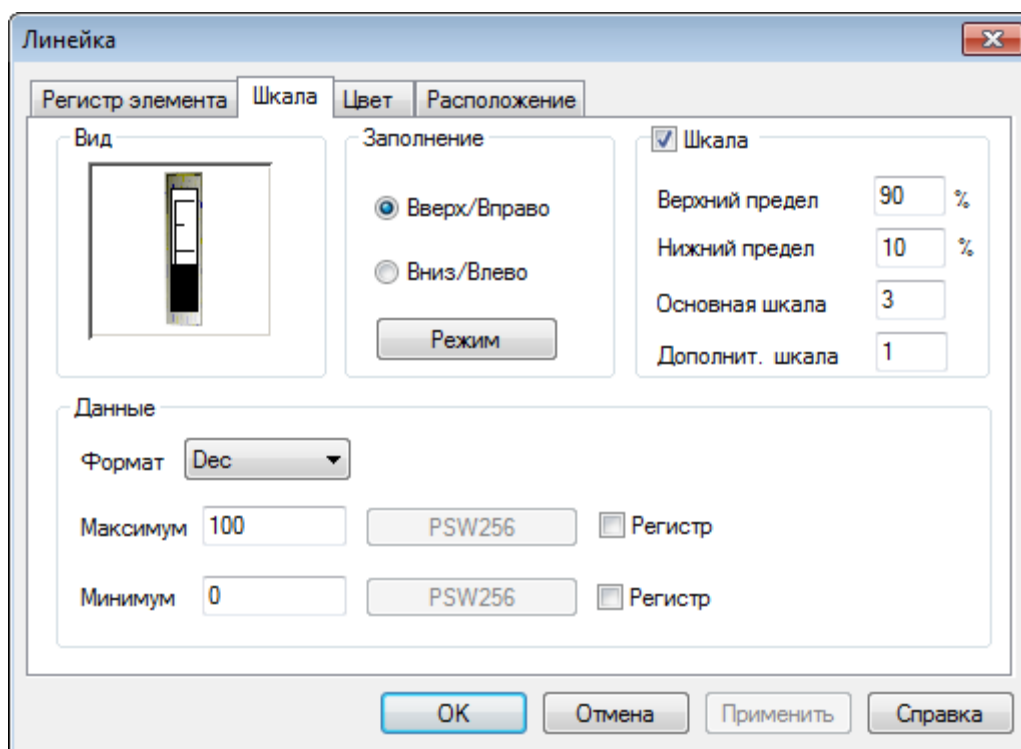 Линейка
Регистр элемента Шкала Цвет Расположение
Вид
Заполнение
Вверх/Вправо
Вниз/Влево
Режим
Шкала
Верхний предел 90 %
Нижний предел 10 %
Основная шкала 3
Дополнит. шкала 1
Данные
Формат Dec
Максимум 100 PSW256 Регистр
Минимум 0 PSW256 Регистр
OK Отмена Применить Справка